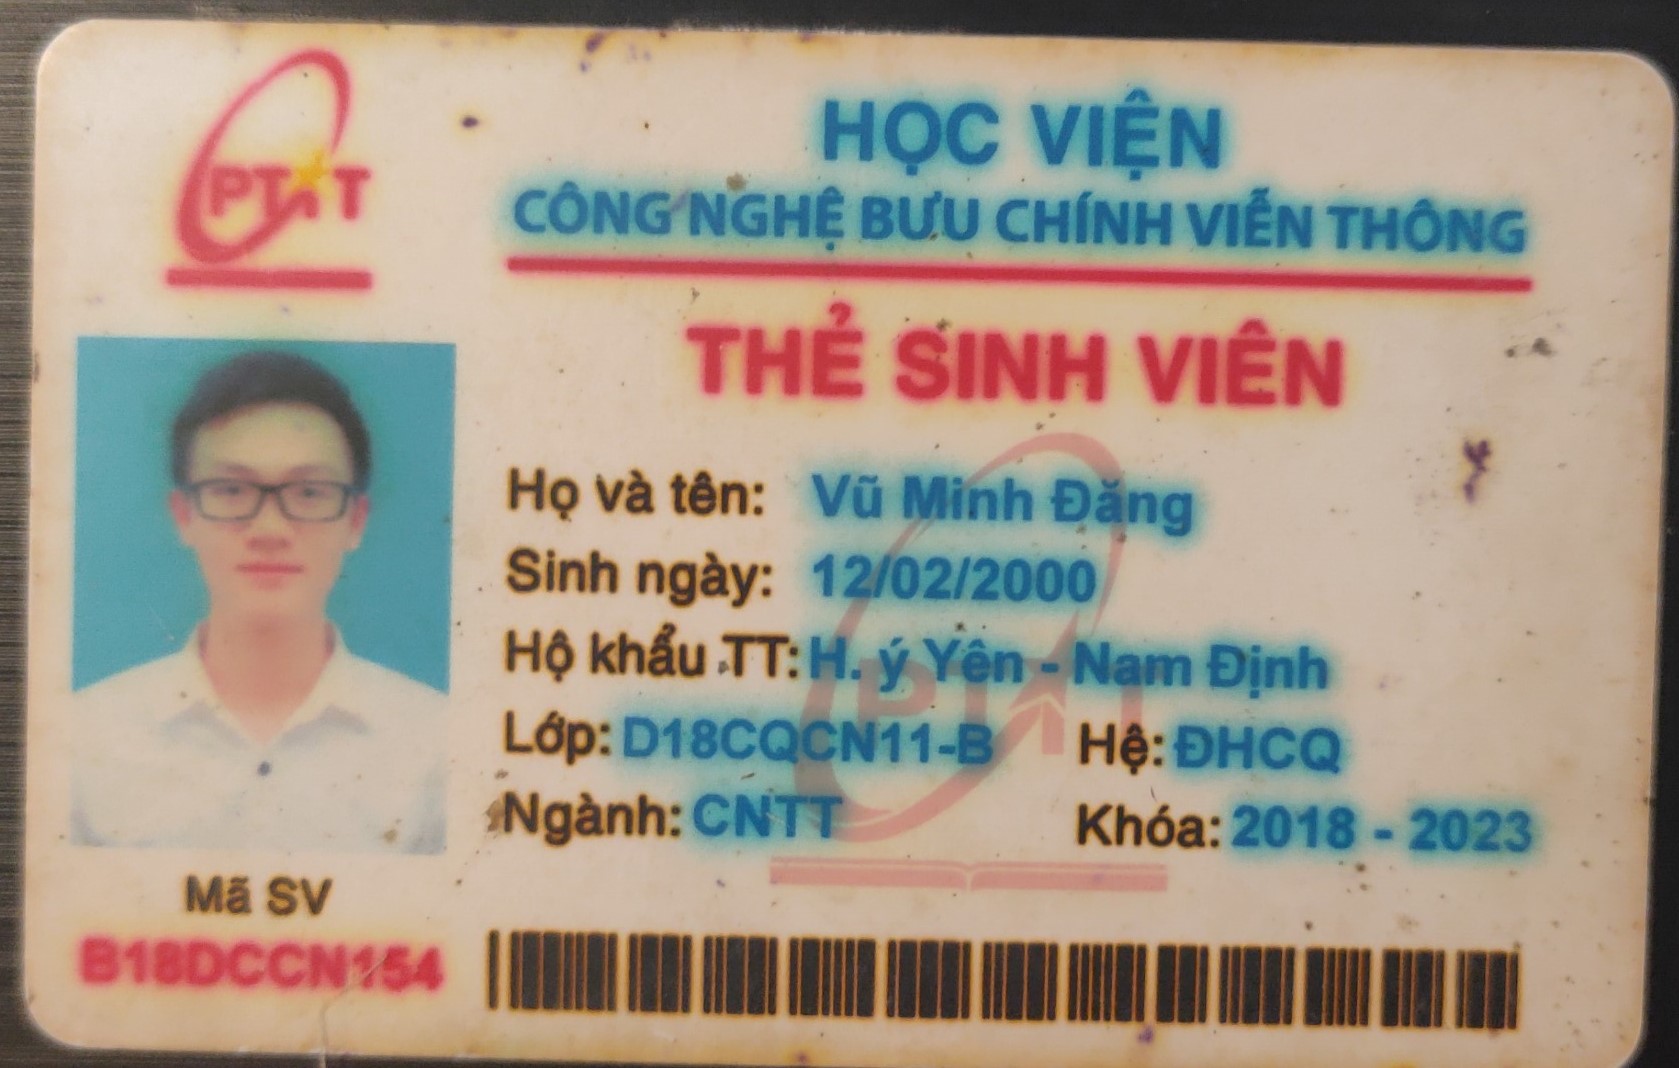 PTIT
HỌC VIỆN
CÔNG NGHỆ BƯU CHÍNH VIỄN THÔNG
THẺ SINH VIÊN
Họ và tên: Vũ Minh Đăng
Sinh ngày: 12/02/2000
Hộ khẩu TT: H. ý Yên - Nam Định
Lớp: D18CQCN11-B Hệ: ĐHCQ
Ngành: CNTT Khóa: 2018 - 2023
PTIT
Mã SV
B18DCCN154